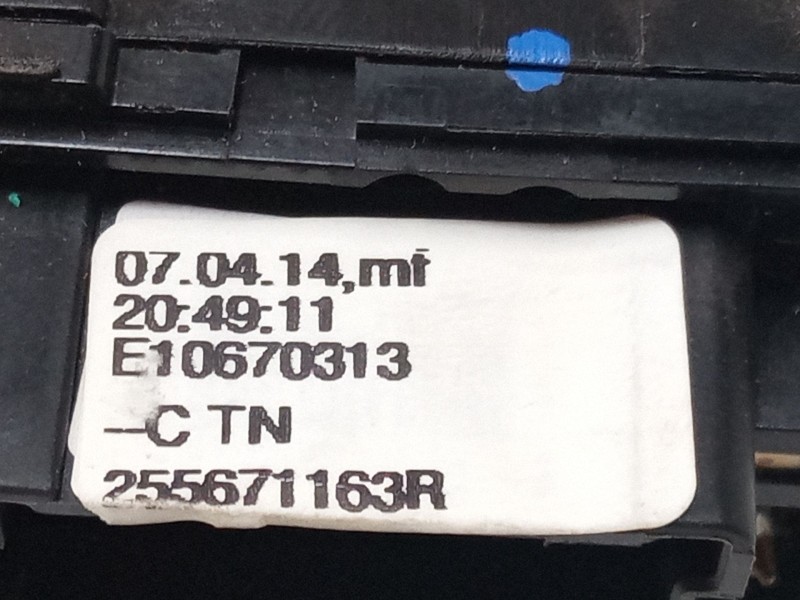 07.04.14,mf
20:49:11
E10670313
--C TN
255671163R